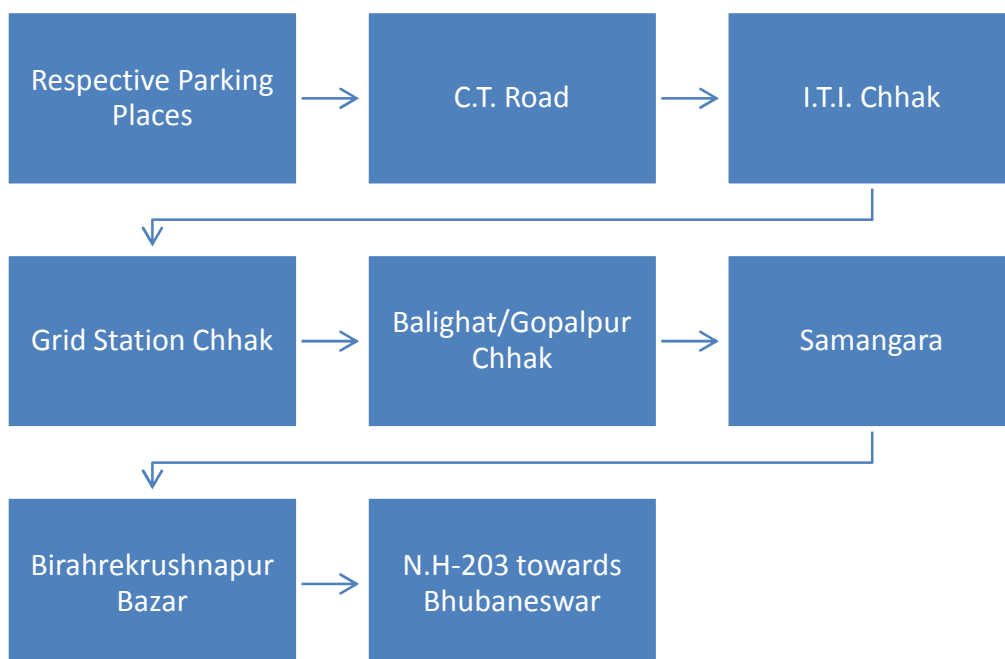 Respective Parking
Places
C.T. Road
I.T.I. Chhak
Grid Station Chhak
Balighat/Gopalpur
Chhak
Samangara
Birahrekrushnapur
Bazar
N.H-203 towards
Bhubaneswar